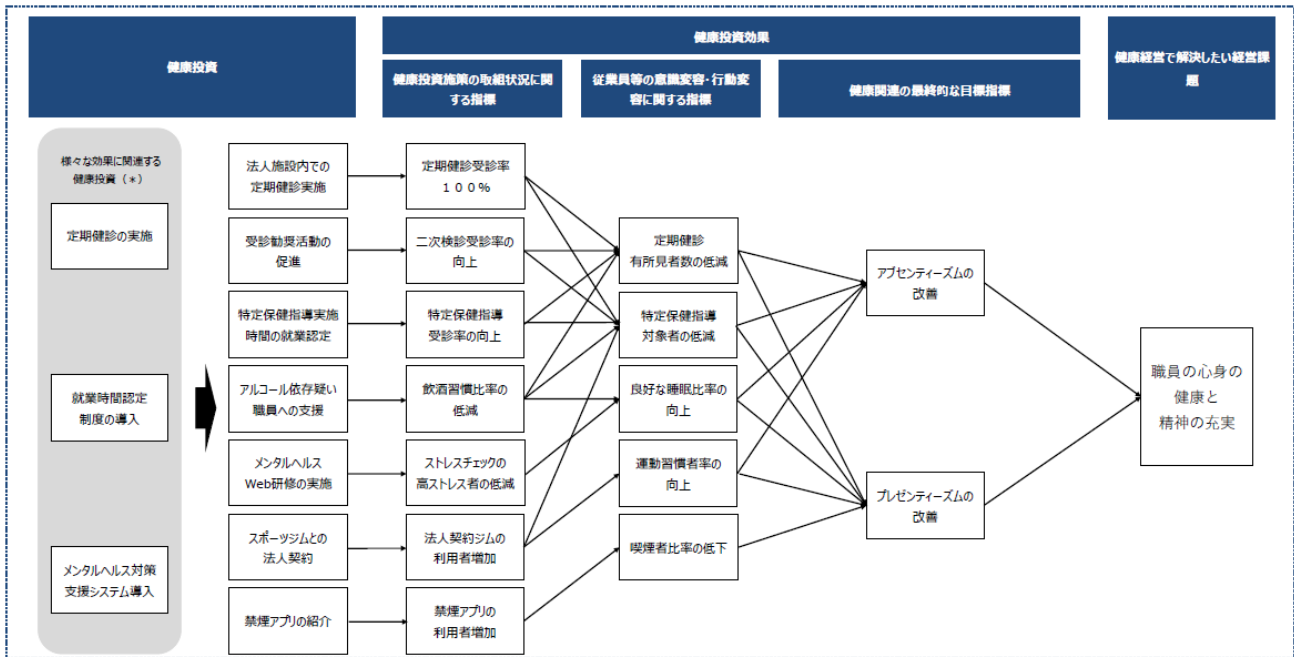 健康投資
健康投資効果
健康投資施策の取組状況に関
する指標
従業員等の意識変容・行動変
容に関する指標
健康関連の最終的な目標指標
健康経営で解決したい経営課
題
様々な効果に関連する
健康投資(*)
定期健診の実施
就業時間認定
制度の導入
メンタルヘルス対策
支援システム導入
法人施設内での
定期健診実施
受診勧奨活動の
促進
特定保健指導実施
時間の就業認定
アルコール依存疑い
職員への支援
メンタルヘルス
Web研修の実施
スポーツジムとの
法人契約
禁煙アプリの紹介
定期健診受診率
100%
二次検診受診率の
向上
特定保健指導
受診率の向上
飲酒習慣比率の
低減
ストレスチェックの
高ストレス者の低減
法人契約ジムの
利用者増加
禁煙アプリの
利用者増加
定期健診
有所見者数の低減
特定保健指導
対象者の低減
良好な睡眠比率の
向上
運動習慣者率の
向上
喫煙者比率の低下
アブセンティーズムの
改善
プレゼンティーズムの
改善
職員の心身の
健康と
精神の充実